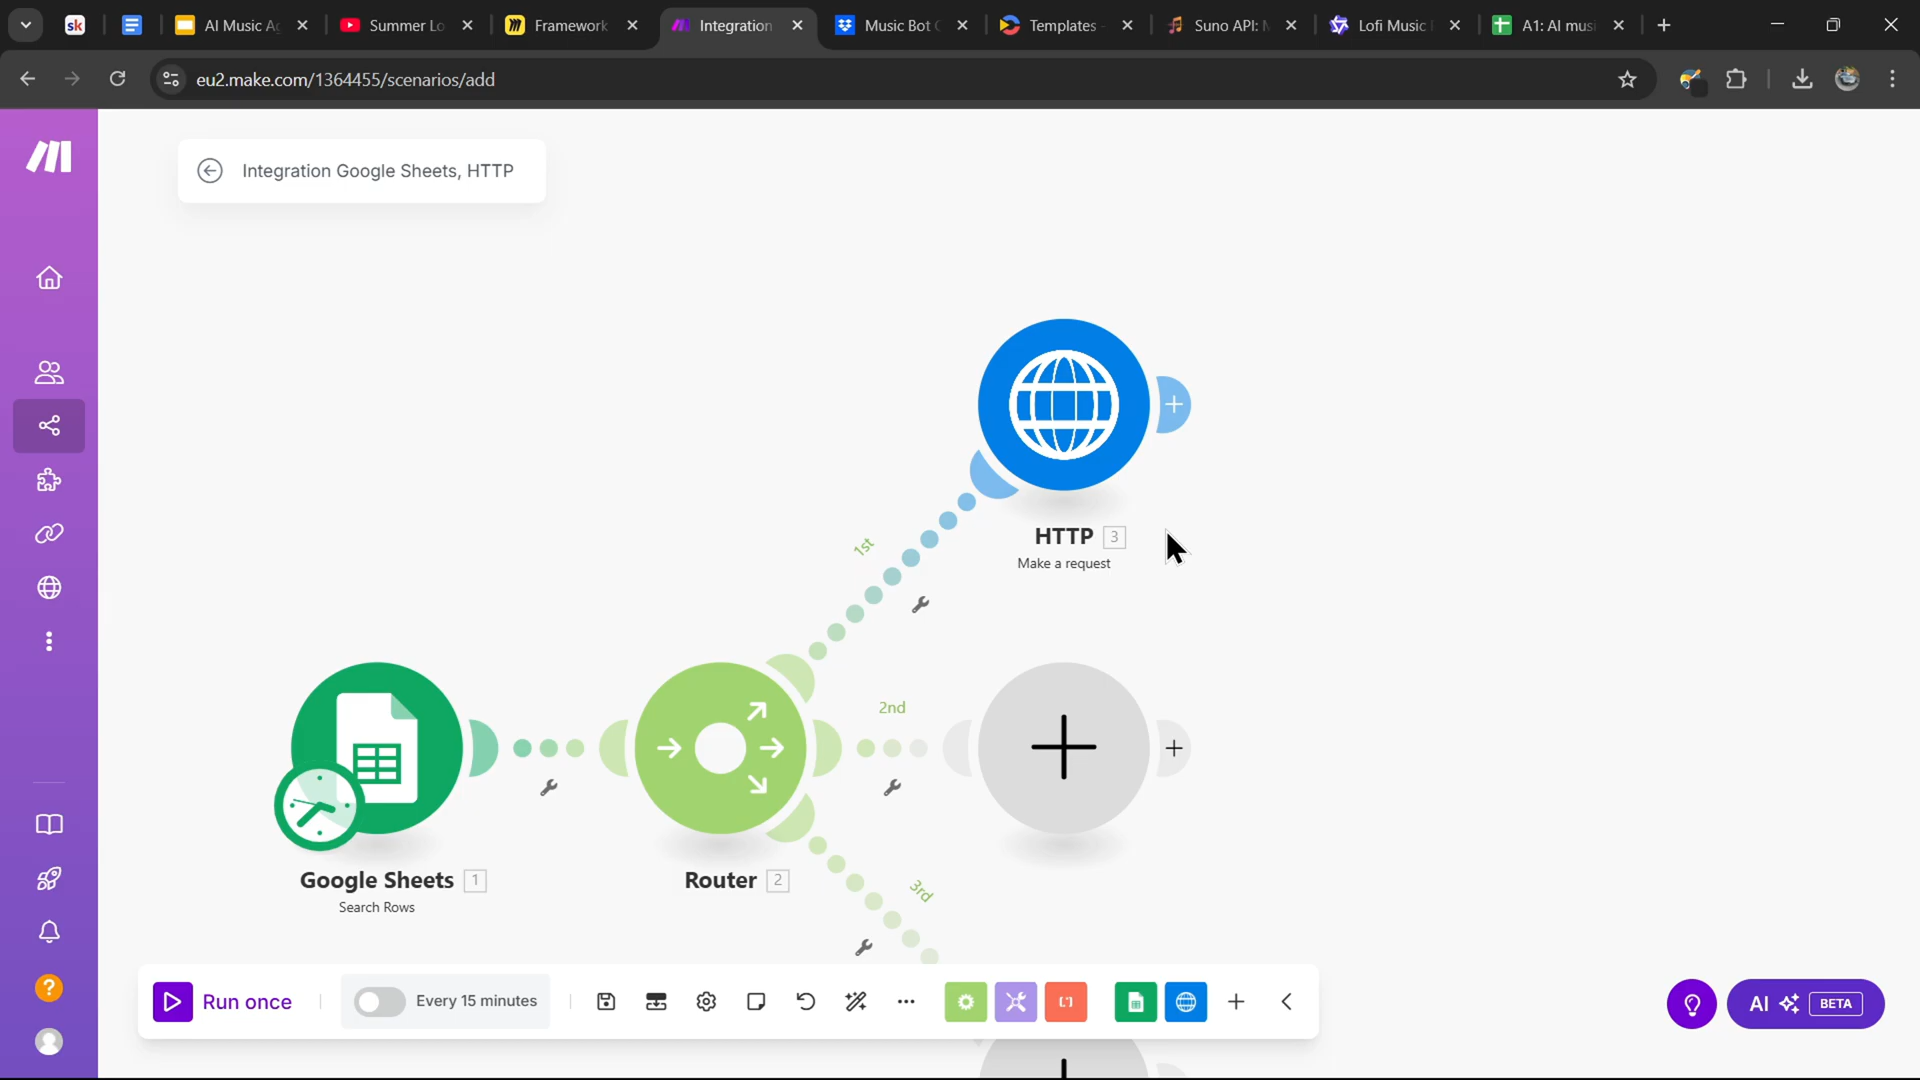 sk
AI Music A
Summer Lo
Framework
Integration
Music Bot
Templates -
Suno API:
Lofi Music
A1: AI mus
eu2.make.com/1364455/scenarios/add
Integration Google Sheets, HTTP
1st
HTTP 3
Make a request
2nd
3rd
Google Sheets 1
Search Rows
Router 2
Run once
Every 15 minutes
AI BETA